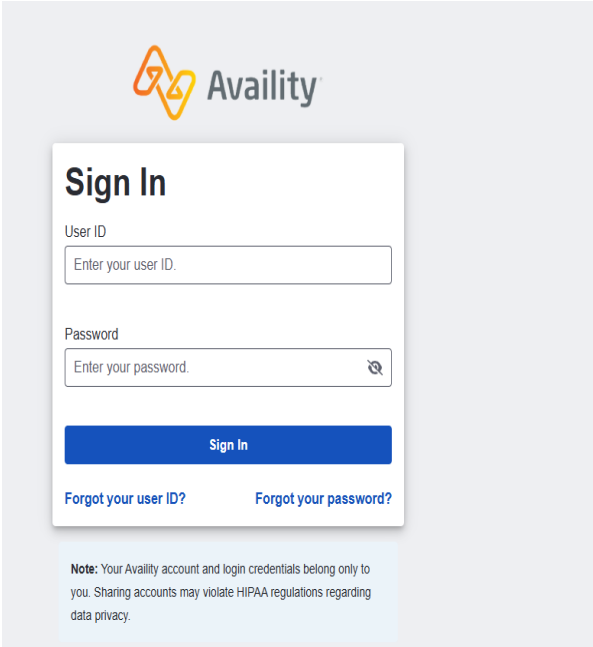 Availity
Sign In
User ID
Enter your user ID.
Password
Enter your password.
Sign In
Forgot your user ID? Forgot your password?
Note: Your Availity account and login credentials belong only to
you. Sharing accounts may violate HIPAA regulations regarding
data privacy.